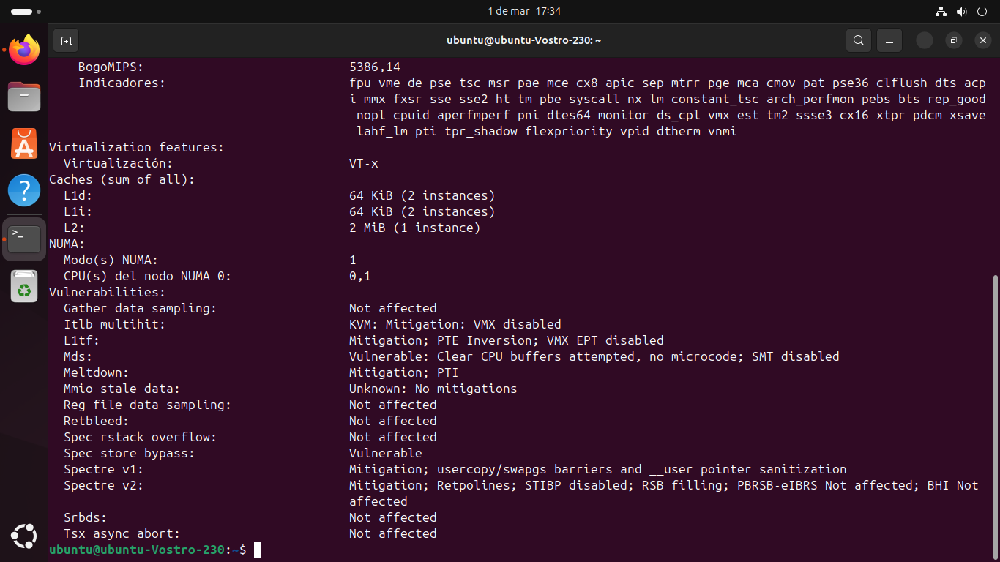 1 de mar 17:34
ubuntu@ubuntu-Vostro-230: ~
BogoMIPS: 5386,14
Indicadores: fpu vme de pse tsc msr pae mce cx8 apic sep mtrr pge mca cmov pat pse36 clflush dts acp
i mmx fxsr sse sse2 ht tm pbe syscall nx lm constant_tsc arch_perfmon pebs bts rep_good
nopl cpuid aperfmperf pni dtes64 monitor ds_cpl vmx est tm2 ssse3 cx16 xtpr pdcm xsave
lahf_lm pti tpr_shadow flexpriority vpid dtherm vnmi
Virtualization features:
Virtualización: VT-x
Caches (sum of all):
L1d: 64 KiB (2 instances)
L1i: 64 KiB (2 instances)
L2: 2 MiB (1 instance)
NUMA:
Modo(s) NUMA: 1
CPU(s) del nodo NUMA 0: 0,1
Vulnerabilities:
Gather data sampling: Not affected
Itlb multihit: KVM: Mitigation: VMX disabled
L1tf: Mitigation; PTE Inversion; VMX EPT disabled
Mds: Vulnerable: Clear CPU buffers attempted, no microcode; SMT disabled
Meltdown: Mitigation; PTI
Mmio stale data: Unknown: No mitigations
Reg file data sampling: Not affected
Retbleed: Not affected
Spec rstack overflow: Not affected
Spec store bypass: Vulnerable
Spectre v1: Mitigation; usercopy/swapgs barriers and __user pointer sanitization
Spectre v2: Mitigation; Retpolines; STIBP disabled; RSB filling; PBRSB-eIBRS Not affected; BHI Not
affected
Srbds: Not affected
Tsx async abort: Not affected
ubuntu@ubuntu-Vostro-230:~$